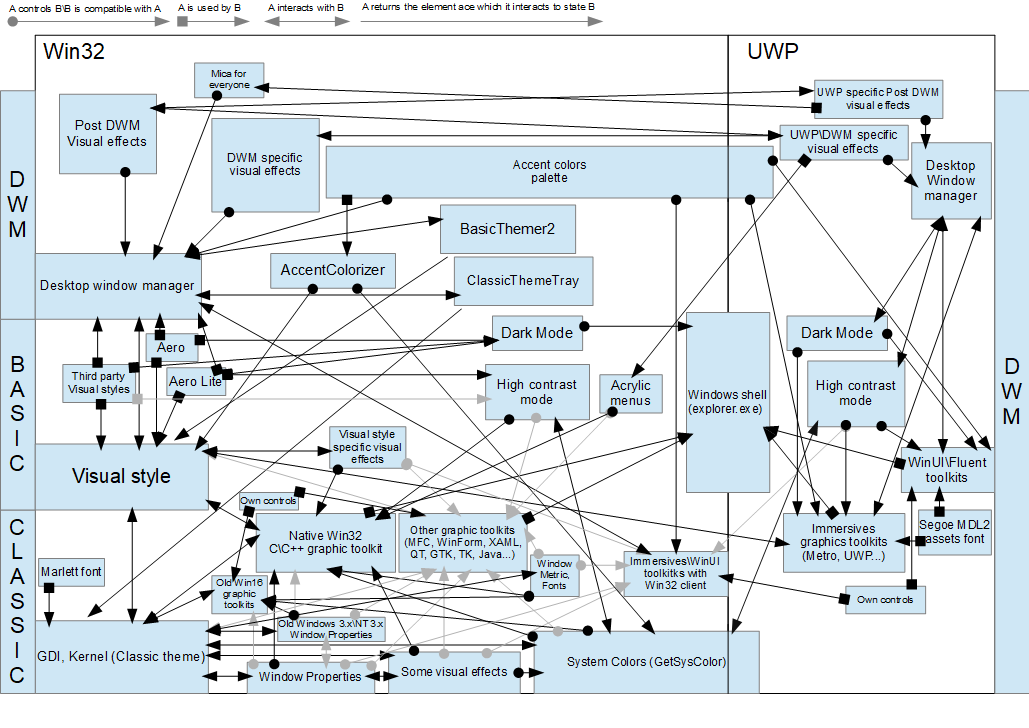 A controls B\B is compatible with A
A is used by B
A interacts with B
A returns the element ace which it interacts to state B
Win32
UWP
Mica for
everyone
Post DWM
Visual effects
DWM specific
visual effects
Accent colors
palette
UWP specific Post DWM
visual effects
UWP\DWM specific
visual effects
Desktop
Window
manager
D
W
M
BasicThemer2
AccentColorizer
ClassicThemeTray
Desktop window manager
Dark Mode
Dark Mode
Aero
Aero Lite
Third party
Visual styles
High contrast
mode
Acrylic
menus
Windows shell
(explorer.exe)
High contrast
mode
B
A
S
I
C
D
W
M
Visual style
Visual style
specific visual
effects
WinUI\Fluent
toolkits
Own controls
Native Win32
C\C++ graphic toolkit
Other graphic toolkits
(MFC, WinForm, XAML,
QT, GTK, TK, Java...)
Immersives
graphics toolkits
(Metro, UWP...)
Segoe MDL2
assets font
C
L
A
S
S
I
C
Marlett font
Old Win16
graphic
toolkits
Window
Metric,
Fonts
Immersives\WinUI
toolkitks with
Win32 client
Own controls
Old Windows 3.x\NT3.x
Window Properties
GDI, Kernel (Classic theme)
Window Properties
Some visual effects
System Colors (GetSysColor)